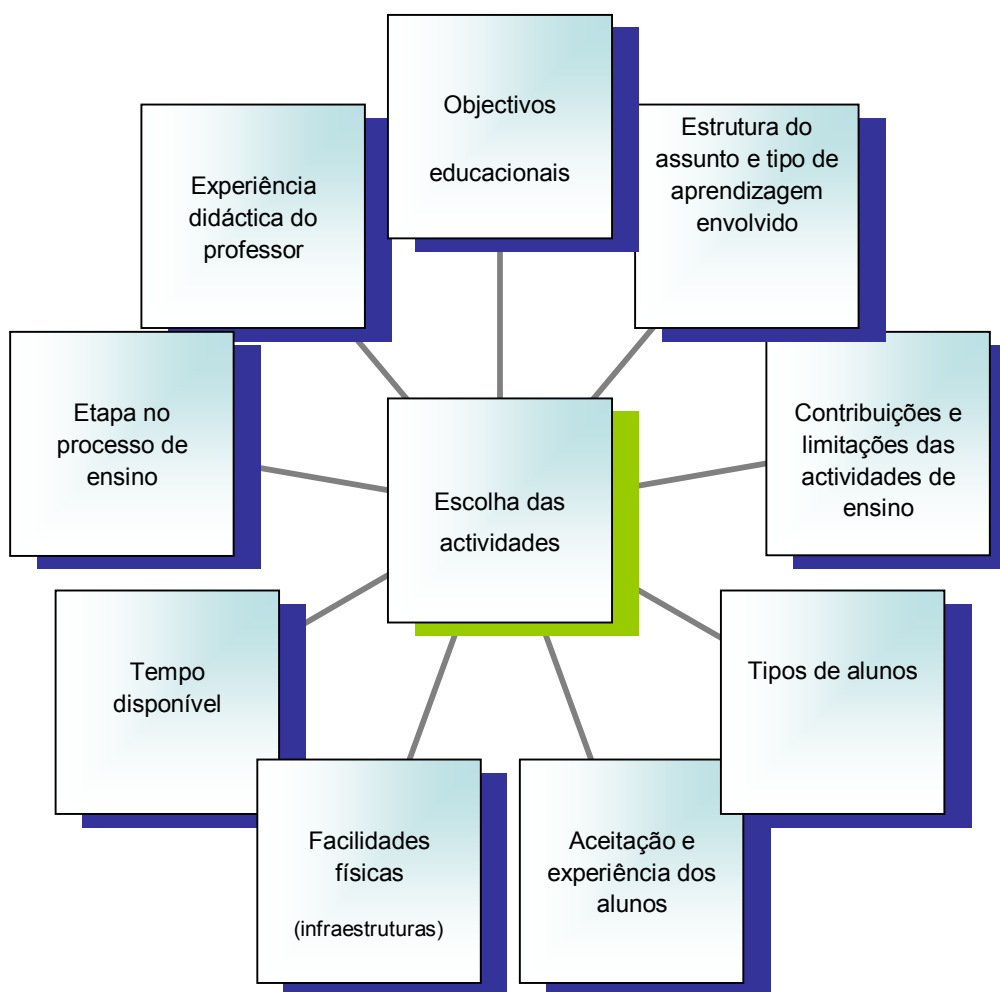 Objectivos
educacionais
Estrutura do
assunto e tipo de
aprendizagem
envolvido
Contribuições e
limitações das
actividades de
ensino
Tipos de alunos
Aceitação e
experiência dos
alunos
Facilidades
físicas
(infraestruturas)
Tempo
disponível
Etapa no
processo de
ensino
Experiência
didáctica do
professor
Escolha das
actividades